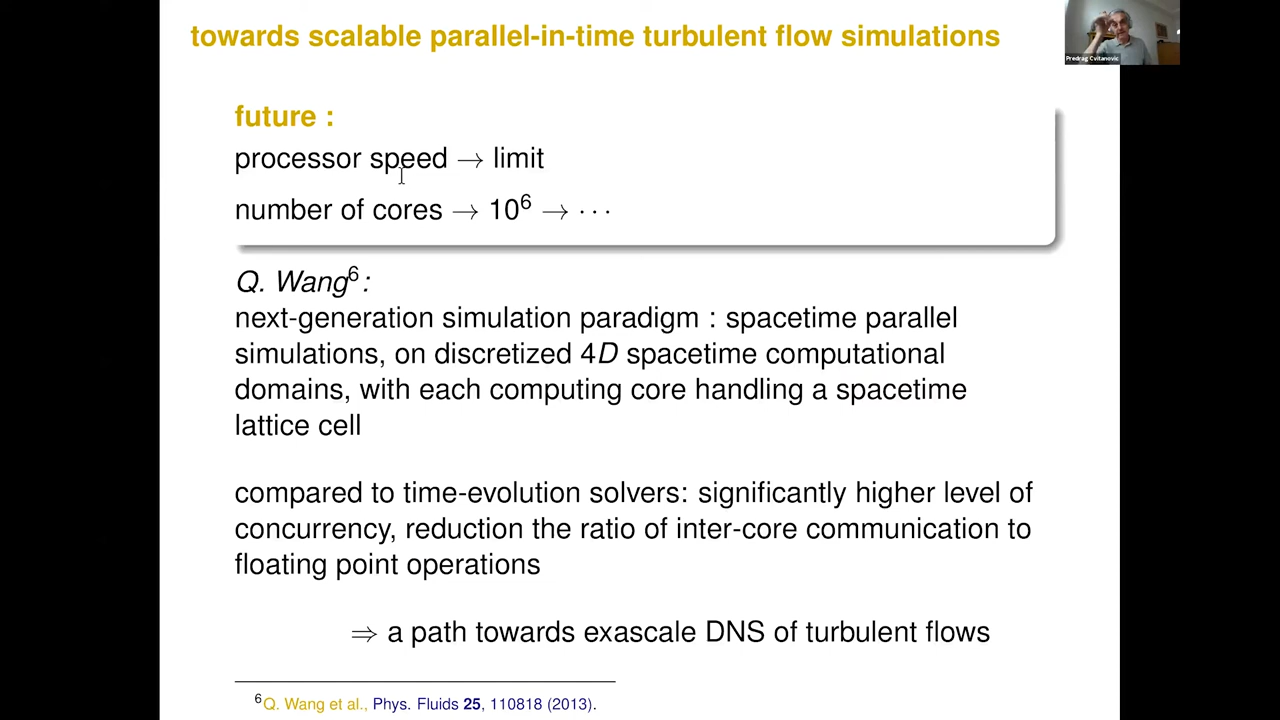 towards scalable parallel-in-time turbulent flow simulations
Predrag Cvitanovic
future :
processor speed → limit
number of cores → 10⁶ → ···
Q. Wang⁶:
next-generation simulation paradigm : spacetime parallel
simulations, on discretized 4D spacetime computational
domains, with each computing core handling a spacetime
lattice cell
compared to time-evolution solvers: significantly higher level of
concurrency, reduction the ratio of inter-core communication to
floating point operations
⇒ a path towards exascale DNS of turbulent flows
⁶Q. Wang et al., Phys. Fluids 25, 110818 (2013).